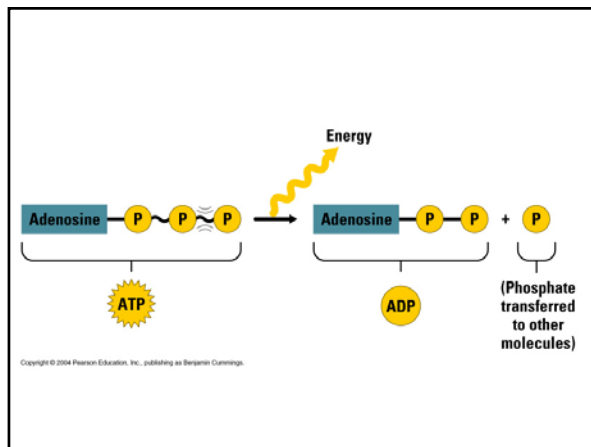 Energy
Adenosine P P P
Adenosine P P + P
ATP
ADP
(Phosphate
transferred
to other
molecules)
Copyright © 2004 Pearson Education, Inc., publishing as Benjamin Cummings.